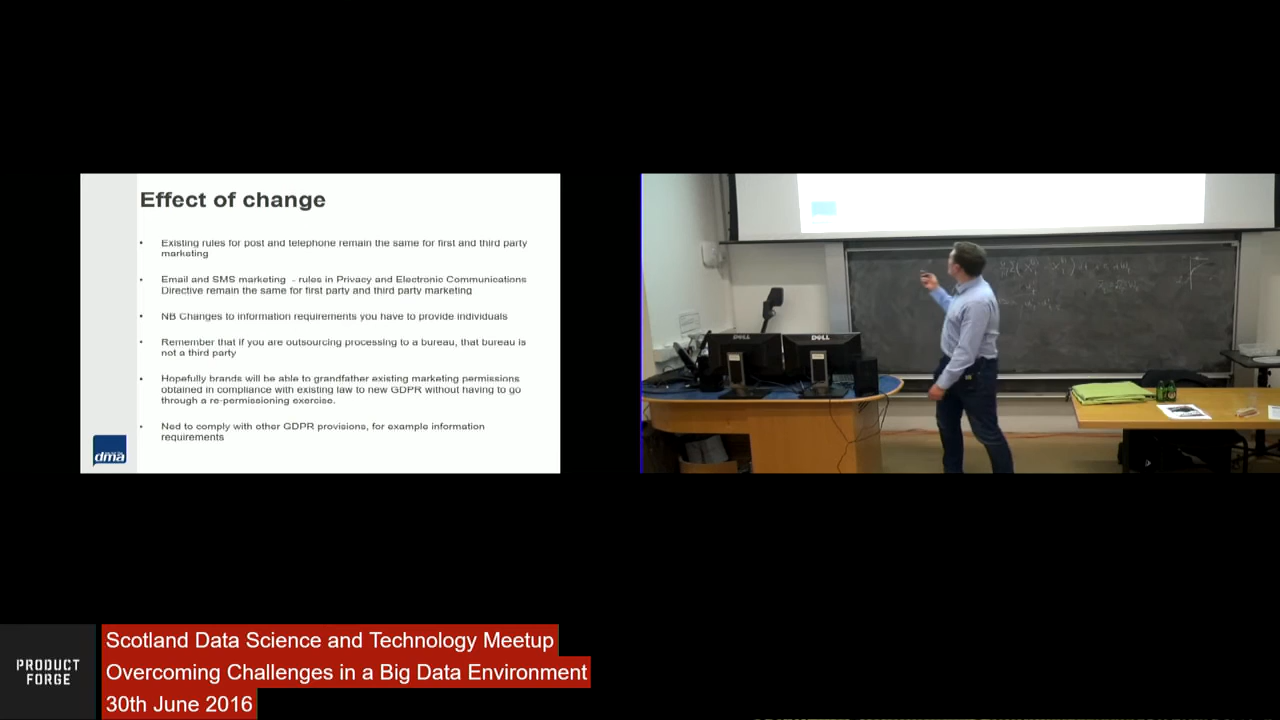 Effect of change
• Existing rules for post and telephone remain the same for first and third party
marketing
• Email and SMS marketing - rules in Privacy and Electronic Communications
Directive remain the same for first party and third party marketing
• NB Changes to information requirements you have to provide individuals
• Remember that if you are outsourcing processing to a bureau, that bureau is
not a third party
• Hopefully brands will be able to grandfather existing marketing permissions
obtained in compliance with existing law to new GDPR without having to go
through a re-permissioning exercise.
• Ned to comply with other GDPR provisions, for example information
requirements
dma
DELL
DELL
PRODUCT
FORGE
Scotland Data Science and Technology Meetup
Overcoming Challenges in a Big Data Environment
30th June 2016